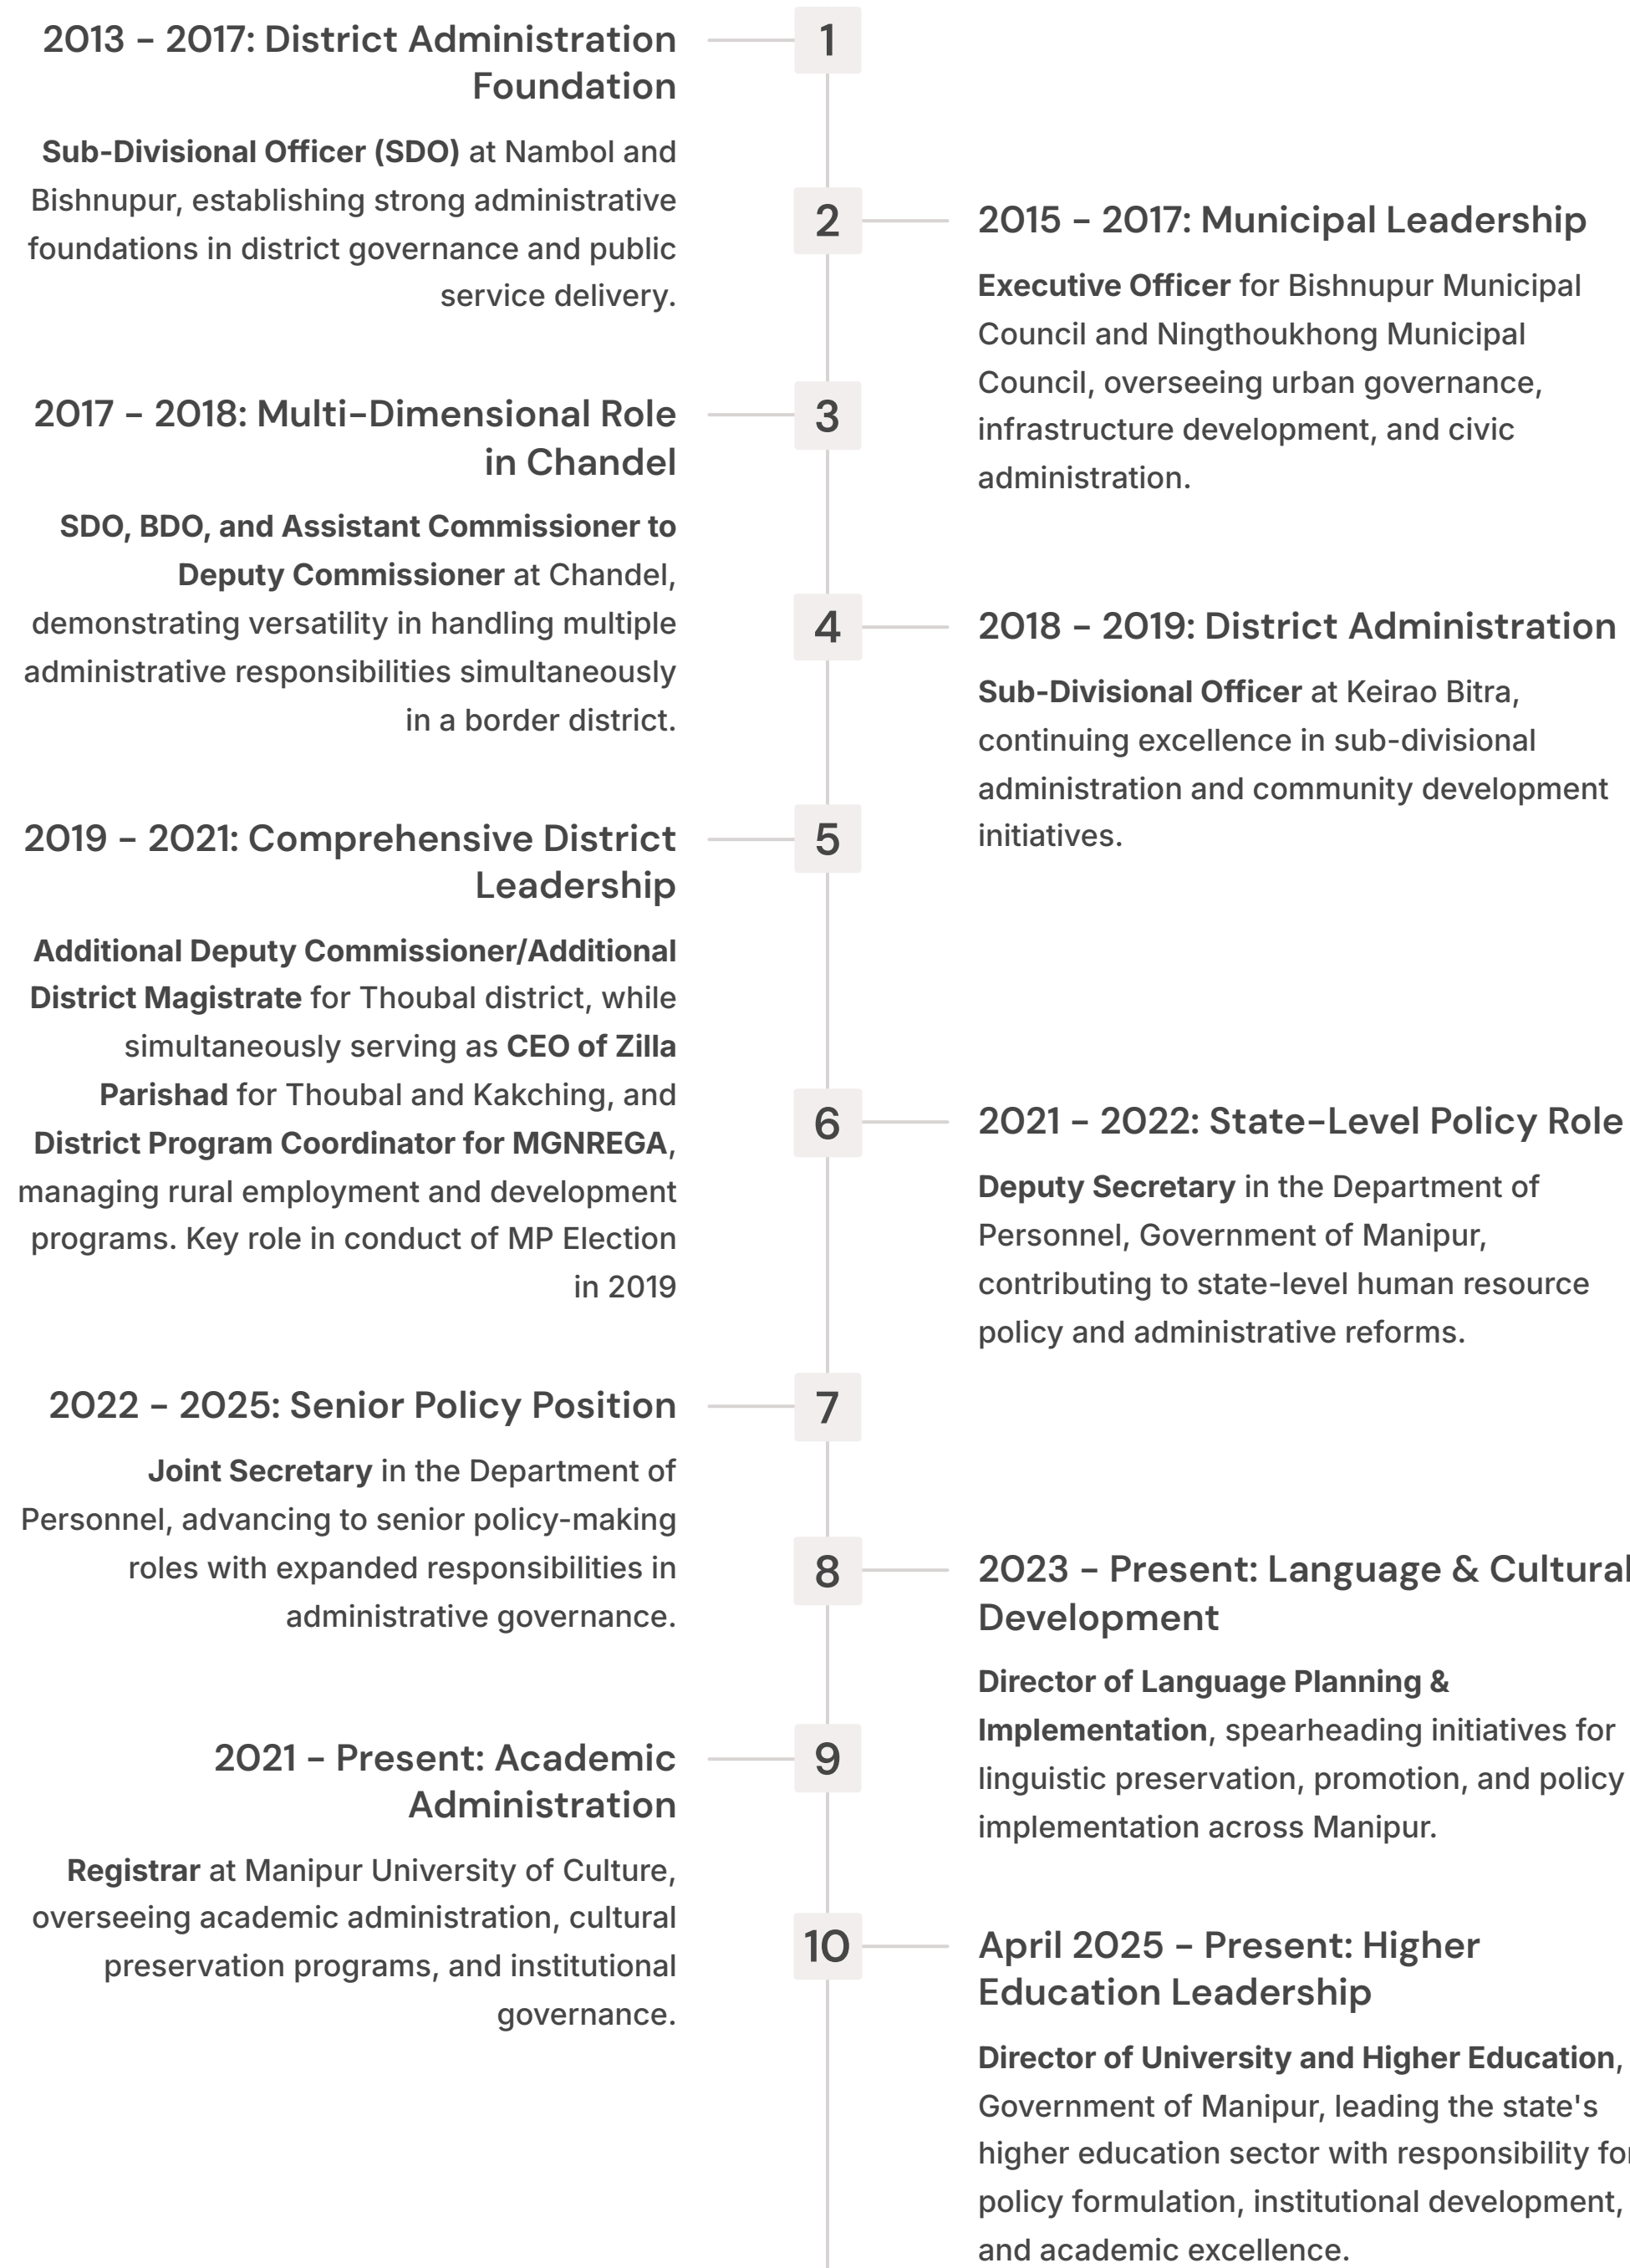 1
2013 – 2017: District Administration
Foundation
Sub-Divisional Officer (SDO) at Nambol and
Bishnupur, establishing strong administrative
foundations in district governance and public
service delivery.
2
2015 – 2017: Municipal Leadership
Executive Officer for Bishnupur Municipal
Council and Ningthoukhong Municipal
Council, overseeing urban governance,
infrastructure development, and civic
administration.
3
2017 – 2018: Multi-Dimensional Role
in Chandel
SDO, BDO, and Assistant Commissioner to
Deputy Commissioner at Chandel,
demonstrating versatility in handling multiple
administrative responsibilities simultaneously
in a border district.
4
2018 – 2019: District Administration
Sub-Divisional Officer at Keirao Bitra,
continuing excellence in sub-divisional
administration and community development
initiatives.
5
2019 – 2021: Comprehensive District
Leadership
Additional Deputy Commissioner/Additional
District Magistrate for Thoubal district, while
simultaneously serving as CEO of Zilla
Parishad for Thoubal and Kakching, and
District Program Coordinator for MGNREGA,
managing rural employment and development
programs. Key role in conduct of MP Election
in 2019
6
2021 – 2022: State-Level Policy Role
Deputy Secretary in the Department of
Personnel, Government of Manipur,
contributing to state-level human resource
policy and administrative reforms.
7
2022 – 2025: Senior Policy Position
Joint Secretary in the Department of
Personnel, advancing to senior policy-making
roles with expanded responsibilities in
administrative governance.
8
2023 – Present: Language & Cultural
Development
Director of Language Planning &
Implementation, spearheading initiatives for
linguistic preservation, promotion, and policy
implementation across Manipur.
9
2021 – Present: Academic
Administration
Registrar at Manipur University of Culture,
overseeing academic administration, cultural
preservation programs, and institutional
governance.
10
April 2025 – Present: Higher
Education Leadership
Director of University and Higher Education,
Government of Manipur, leading the state's
higher education sector with responsibility for
policy formulation, institutional development,
and academic excellence.